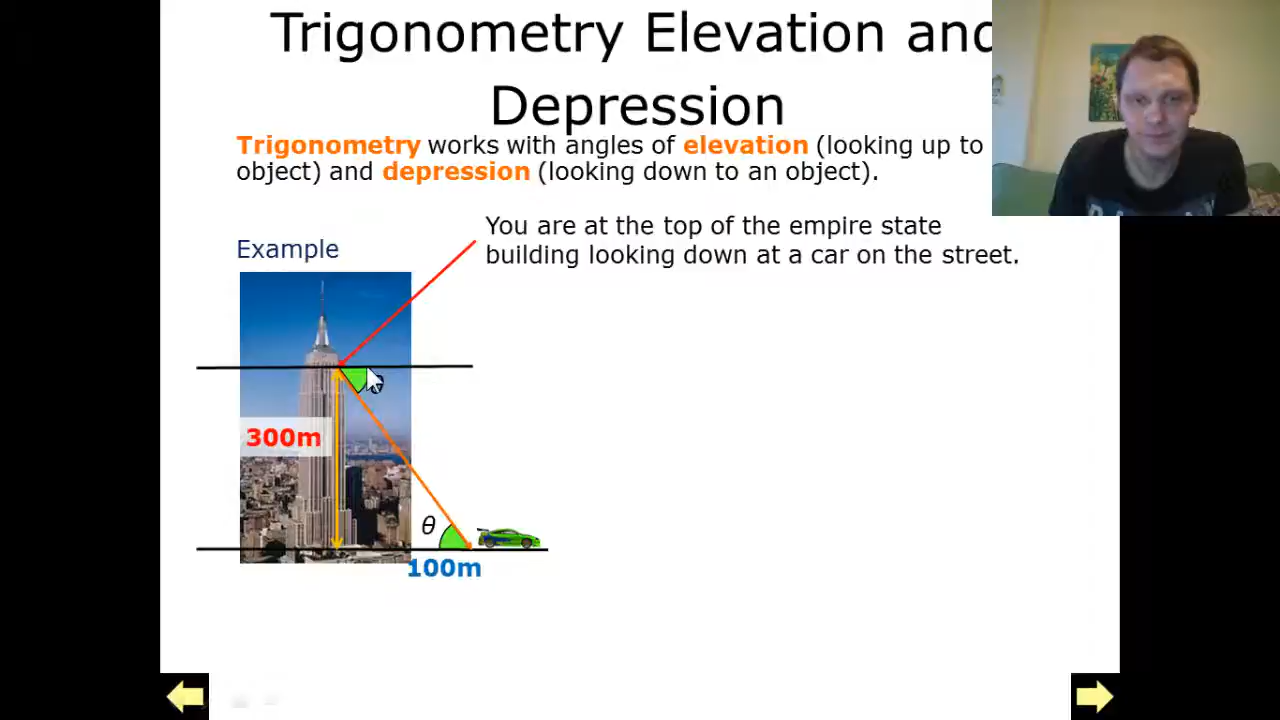 Trigonometry Elevation and
Depression
Trigonometry works with angles of elevation (looking up to
object) and depression (looking down to an object).
You are at the top of the empire state
building looking down at a car on the street.
Example
300m
θ
100m